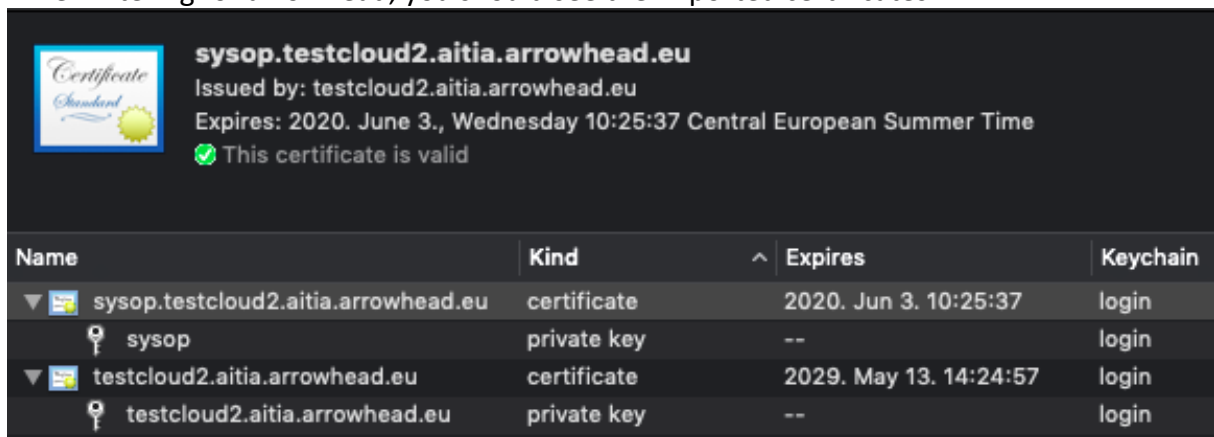 Certificate
Standard
sysop.testcloud2.aitia.arrowhead.eu
Issued by: testcloud2.aitia.arrowhead.eu
Expires: 2020. June 3., Wednesday 10:25:37 Central European Summer Time
This certificate is valid
Name Kind Expires Keychain
sysop.testcloud2.aitia.arrowhead.eu certificate 2020. Jun 3. 10:25:37 login
sysop private key -- login
testcloud2.aitia.arrowhead.eu certificate 2029. May 13. 14:24:57 login
testcloud2.aitia.arrowhead.eu private key -- login